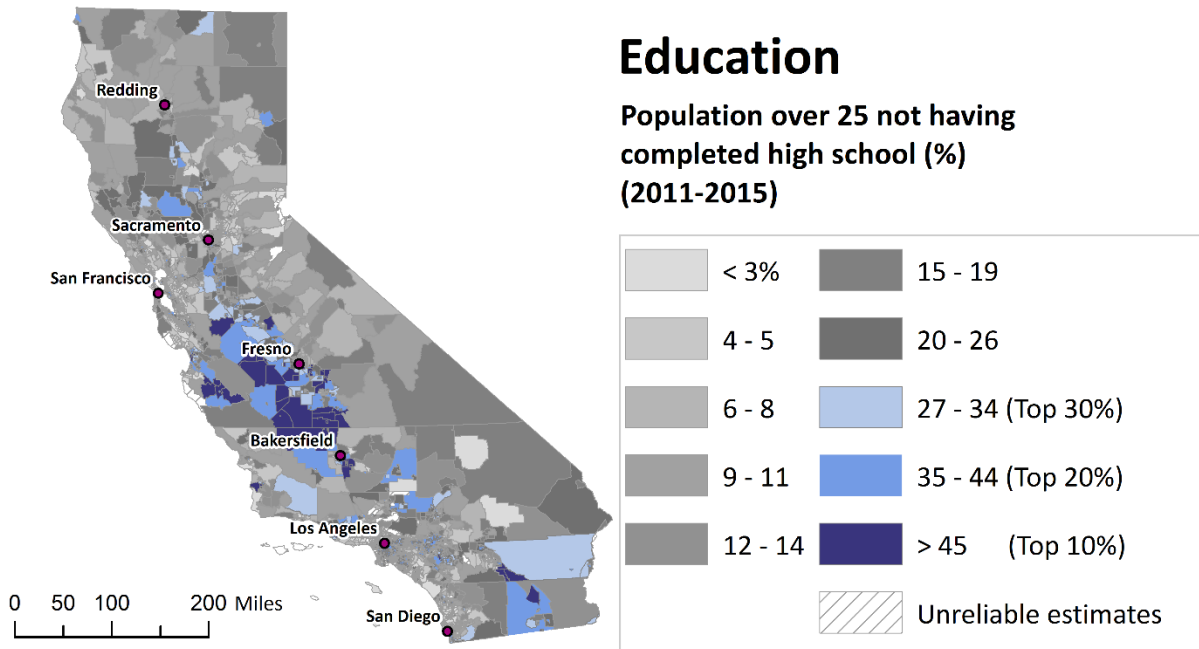 Education
Population over 25 not having
completed high school (%)
(2011-2015)
Redding
Sacramento
San Francisco
Fresno
Bakersfield
Los Angeles
San Diego
0 50 100 200 Miles
< 3%
4 - 5
6 - 8
9 - 11
12 - 14
15 - 19
20 - 26
27 - 34 (Top 30%)
35 - 44 (Top 20%)
> 45 (Top 10%)
Unreliable estimates